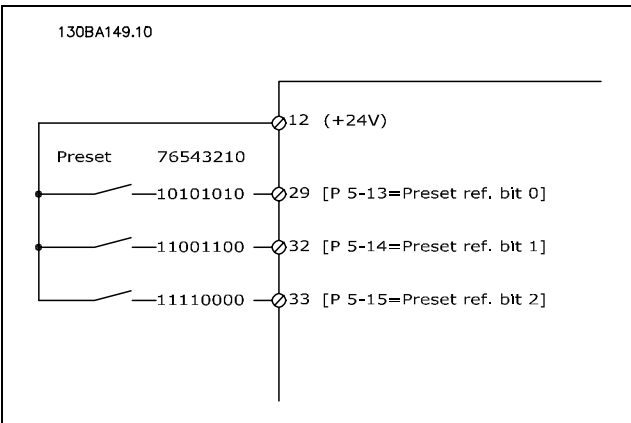 130BA149.10
12 (+24V)
Preset 76543210
10101010 29 [P 5-13=Preset ref. bit 0]
11001100 32 [P 5-14=Preset ref. bit 1]
11110000 33 [P 5-15=Preset ref. bit 2]